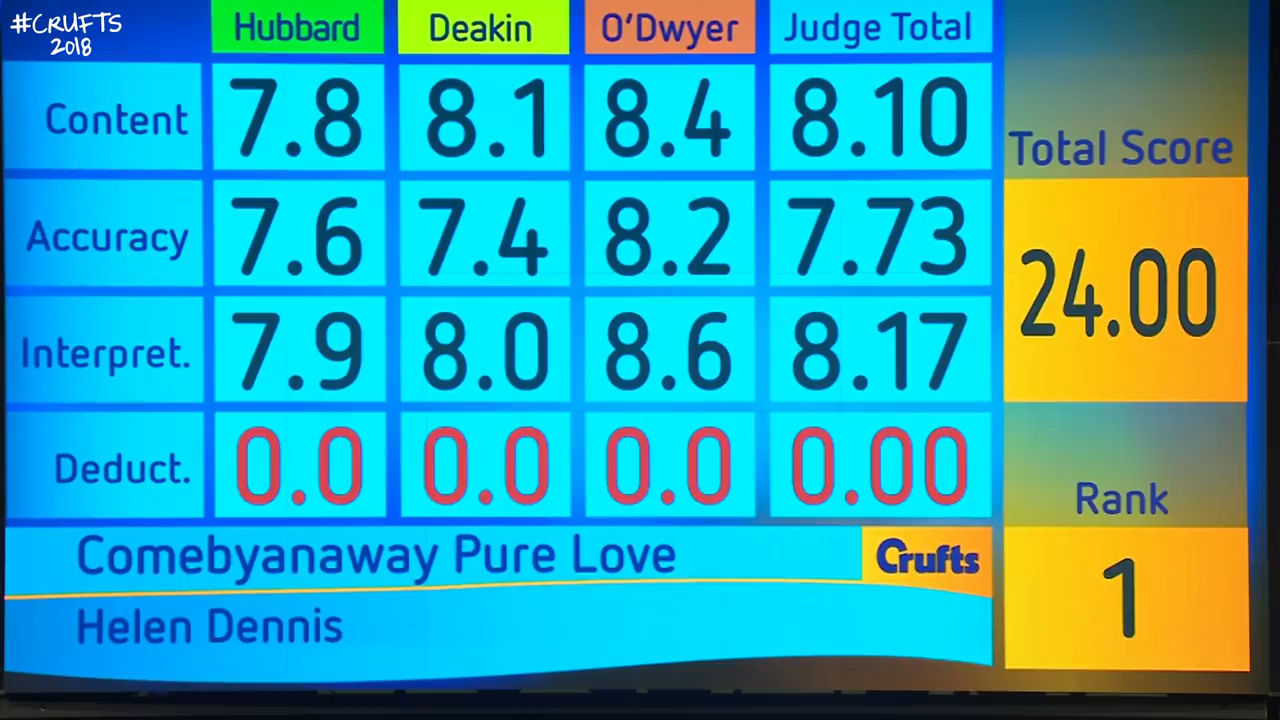 #CRUFTS
2018
Hubbard Deakin O'Dwyer Judge Total
Content 7.8 8.1 8.4 8.10
Total Score
Accuracy 7.6 7.4 8.2 7.73
24.00
Interpret. 7.9 8.0 8.6 8.17
Deduct. 0.0 0.0 0.0 0.00
Rank
1
Comebyanaway Pure Love
Crufts
Helen Dennis